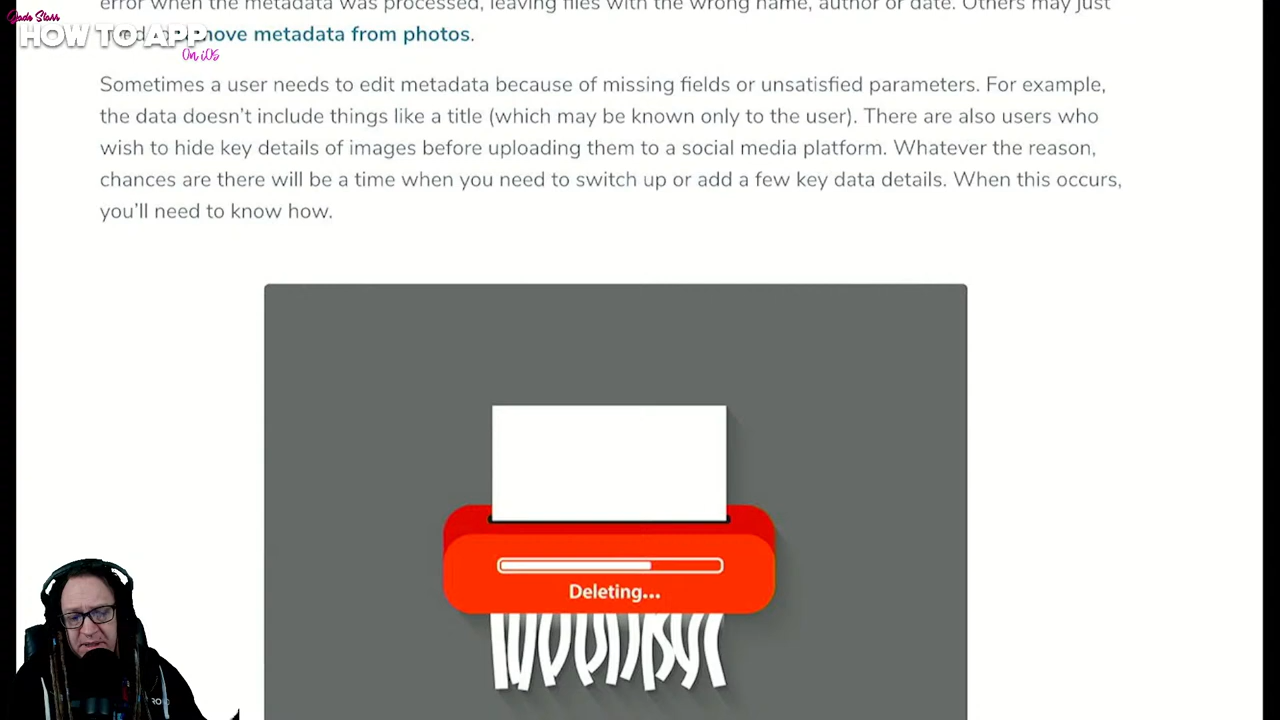 error when the metadata was processed, leaving files with the wrong name, author or date. Others may just
Jade Starr
HOW TO APP
On iOS
move metadata from photos.
Sometimes a user needs to edit metadata because of missing fields or unsatisfied parameters. For example,
the data doesn't include things like a title (which may be known only to the user). There are also users who
wish to hide key details of images before uploading them to a social media platform. Whatever the reason,
chances are there will be a time when you need to switch up or add a few key data details. When this occurs,
you'll need to know how.
Deleting...